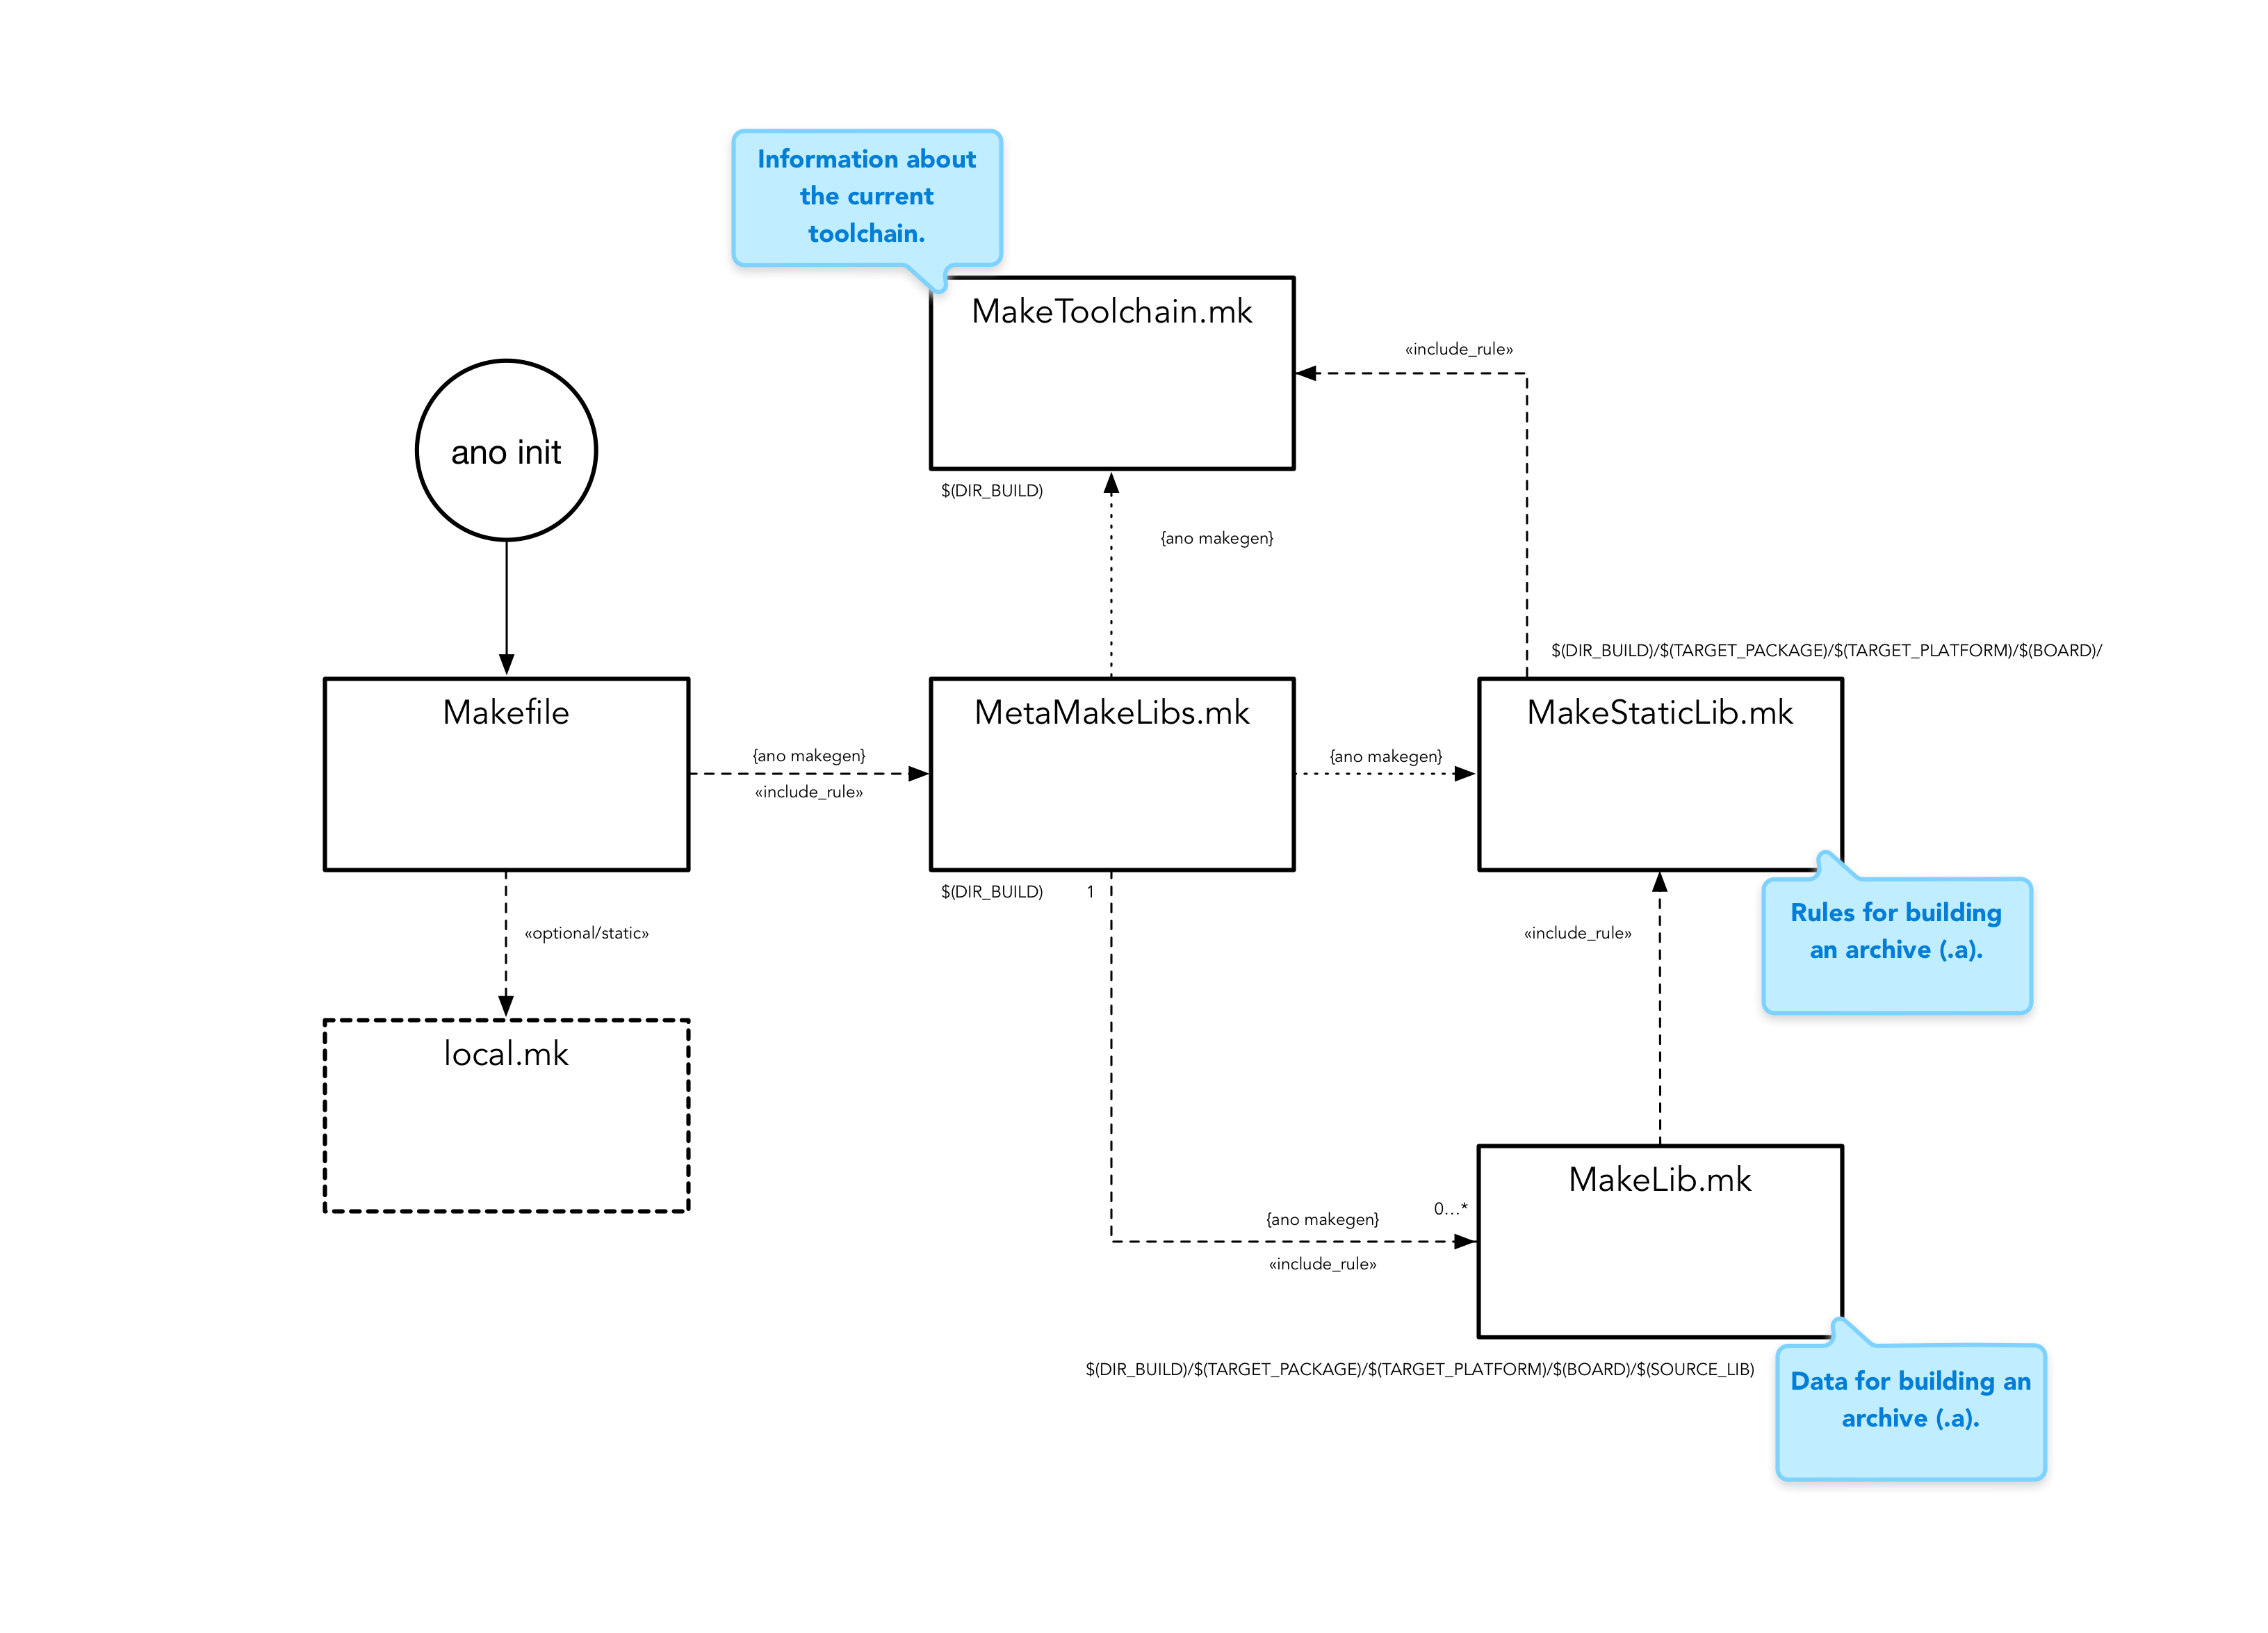 Information about
the current
toolchain.
MakeToolchain.mk
«include_rule»
ano init
$(DIR_BUILD)
{ano makegen}
$(DIR_BUILD)/$(TARGET_PACKAGE)/$(TARGET_PLATFORM)/$(BOARD)/
Makefile
MetaMakeLibs.mk
MakeStaticLib.mk
{ano makegen}
«include_rule»
{ano makegen}
$(DIR_BUILD)
1
Rules for building
an archive (.a).
«optional/static»
«include_rule»
local.mk
MakeLib.mk
0...*
{ano makegen}
«include_rule»
$(DIR_BUILD)/$(TARGET_PACKAGE)/$(TARGET_PLATFORM)/$(BOARD)/$(SOURCE_LIB)
Data for building an
archive (.a).